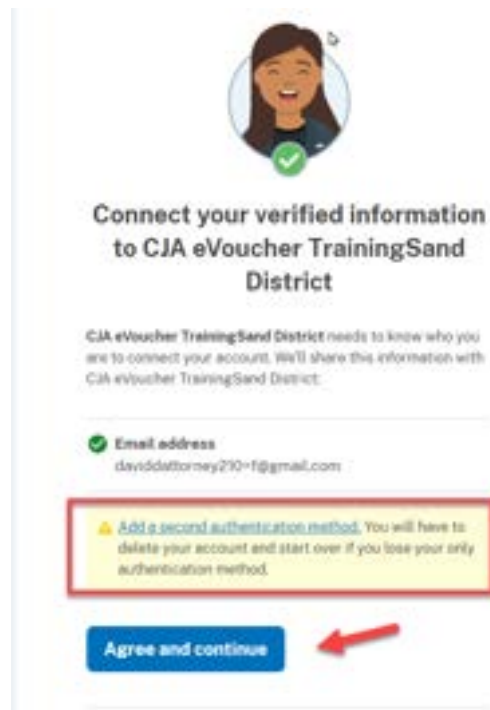 Connect your verified information
to CJA eVoucher TrainingSand
District
CJA eVoucher TrainingSand District needs to know who you
are to connect your account. We'll share this information with
CJA eVoucher TrainingSand District:
Email address
daviddattorney210+f@gmail.com
Add a second authentication method. You will have to
delete your account and start over if you lose your only
authentication method.
Agree and continue